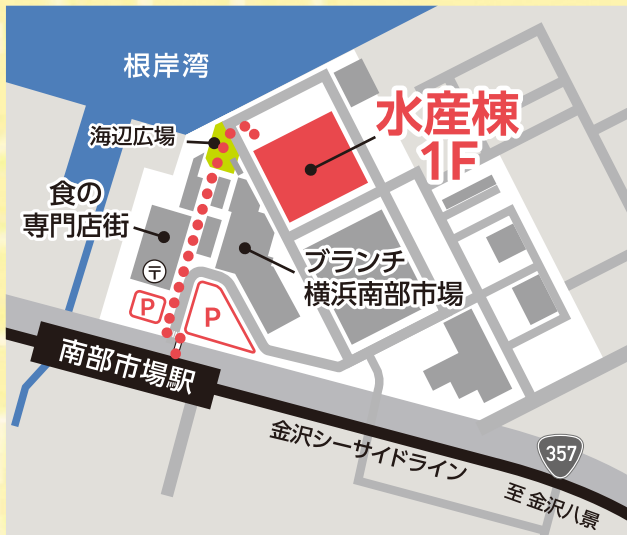 根岸湾
海辺広場
水産棟
1F
食の
専門店街
〒
ブランチ
横浜南部市場
P
P
南部市場駅
金沢シーサイドライン
357
至 金沢八景